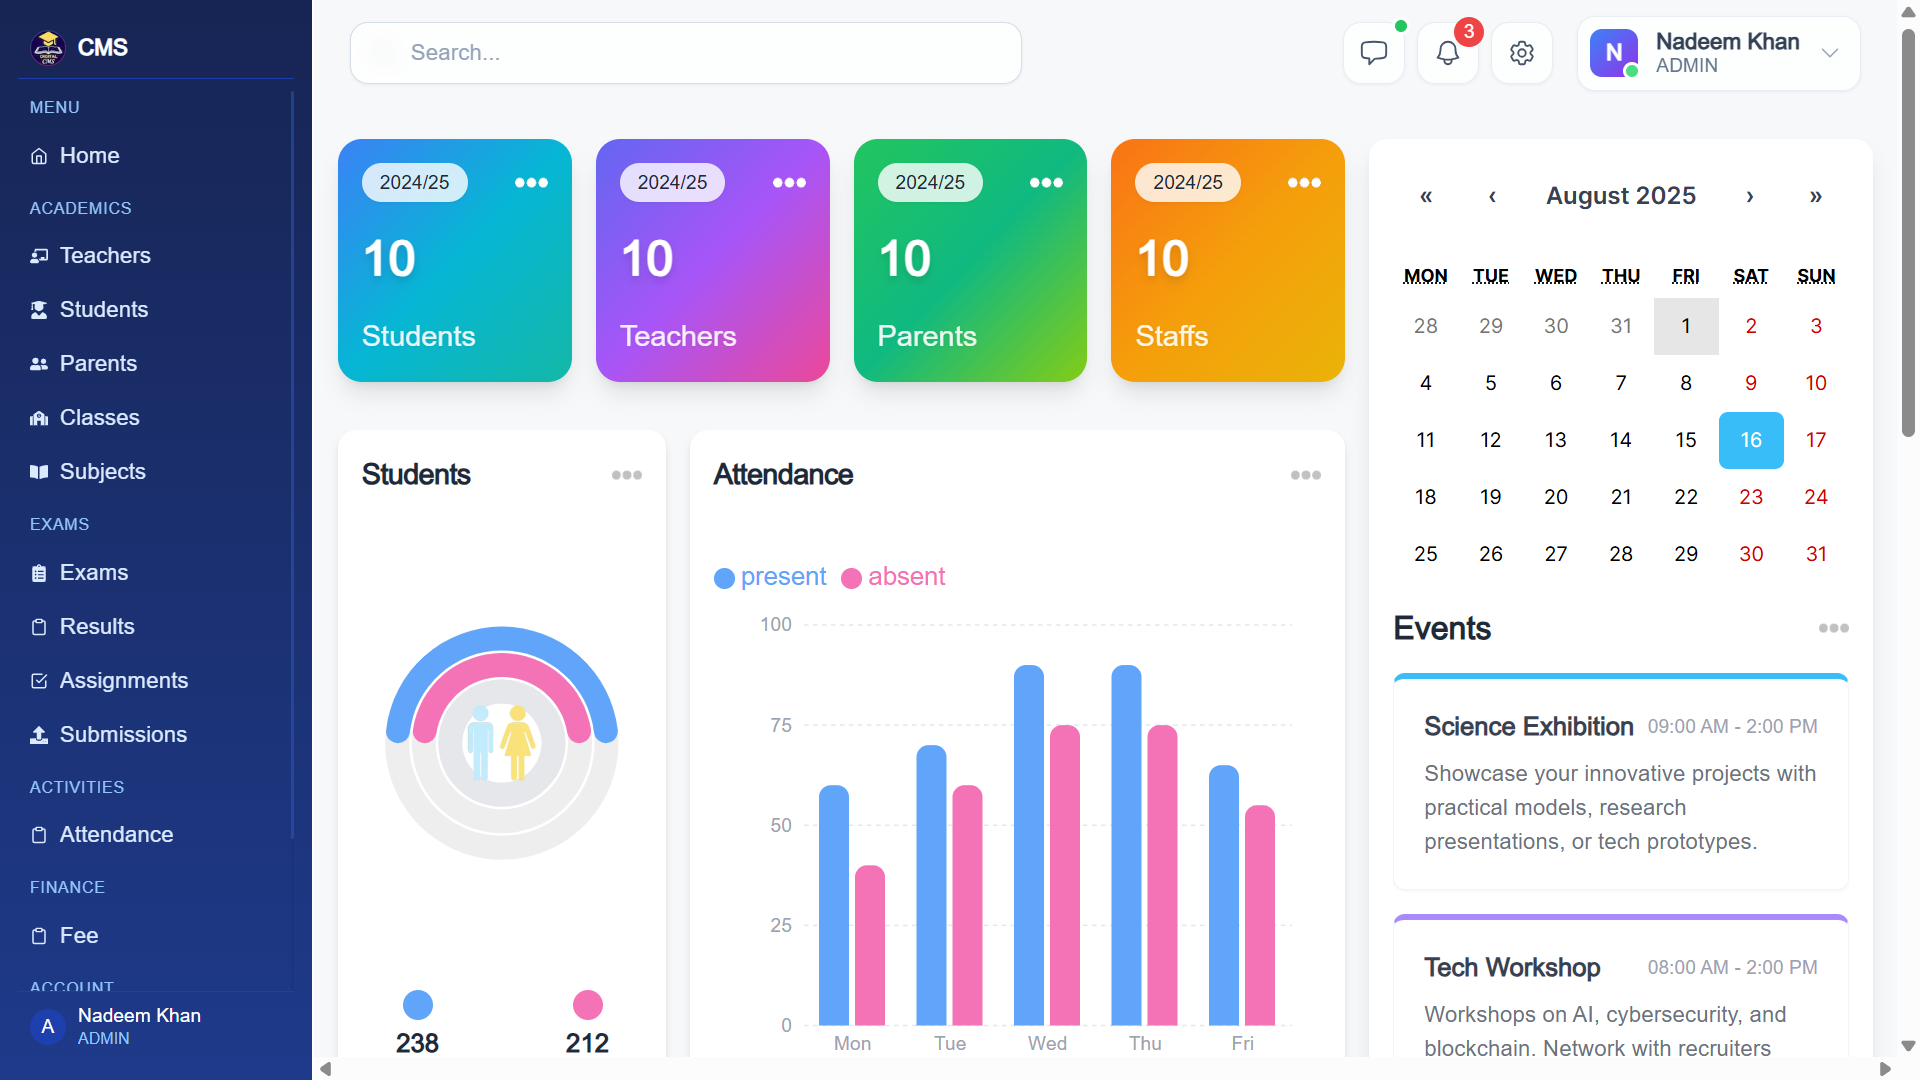 CMS
MENU
Home
ACADEMICS
Teachers
Students
Parents
Classes
Subjects
EXAMS
Exams
Results
Assignments
Submissions
ACTIVITIES
Attendance
FINANCE
Fee
ACCOUNT
A
Nadeem Khan
ADMIN
Search...
3
N
Nadeem Khan
ADMIN
2024/25
10
Students
2024/25
10
Teachers
2024/25
10
Parents
2024/25
10
Staffs
Students
238
212
Attendance
present absent
100
75
50
25
0
Mon Tue Wed Thu Fri
« ‹ August 2025 › »
MON TUE WED THU FRI SAT SUN
28 29 30 31 1 2 3
4 5 6 7 8 9 10
11 12 13 14 15 16 17
18 19 20 21 22 23 24
25 26 27 28 29 30 31
Events
Science Exhibition 09:00 AM - 2:00 PM
Showcase your innovative projects with
practical models, research
presentations, or tech prototypes.
Tech Workshop 08:00 AM - 2:00 PM
Workshops on AI, cybersecurity, and
blockchain. Network with recruiters